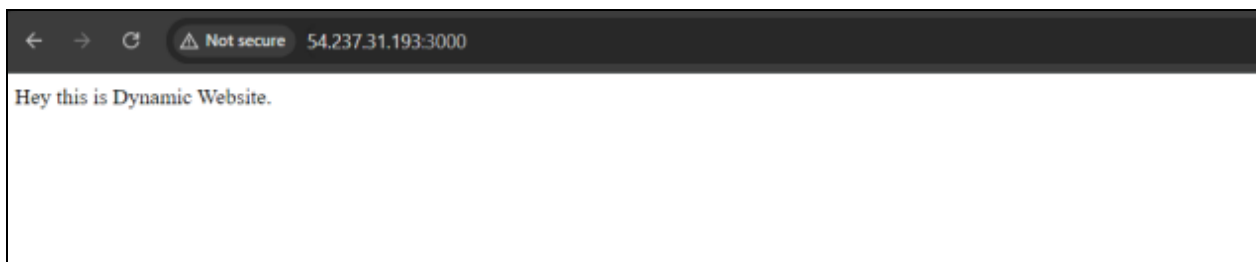 Not secure 54.237.31.193:3000
Hey this is Dynamic Website.